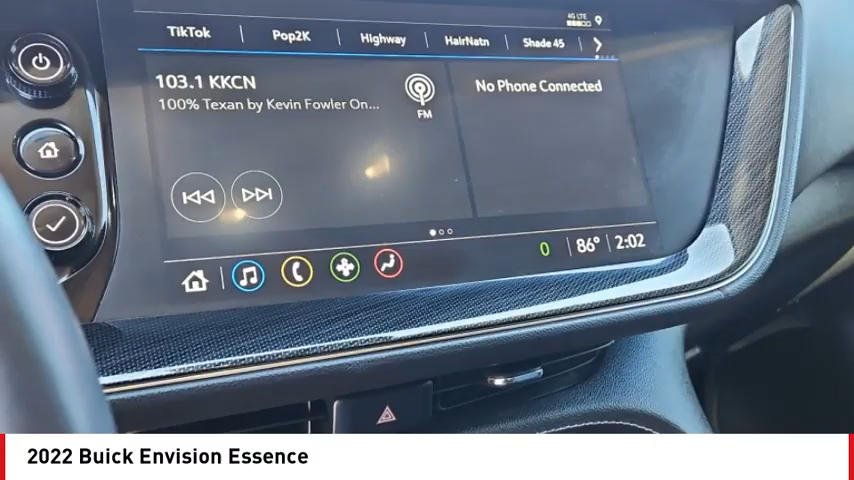 4G LTE
TikTok Pop2K Highway HairNatn Shade 45
103.1 KKCN
100% Texan by Kevin Fowler On...
FM
No Phone Connected
0 86° 2:02
2022 Buick Envision Essence